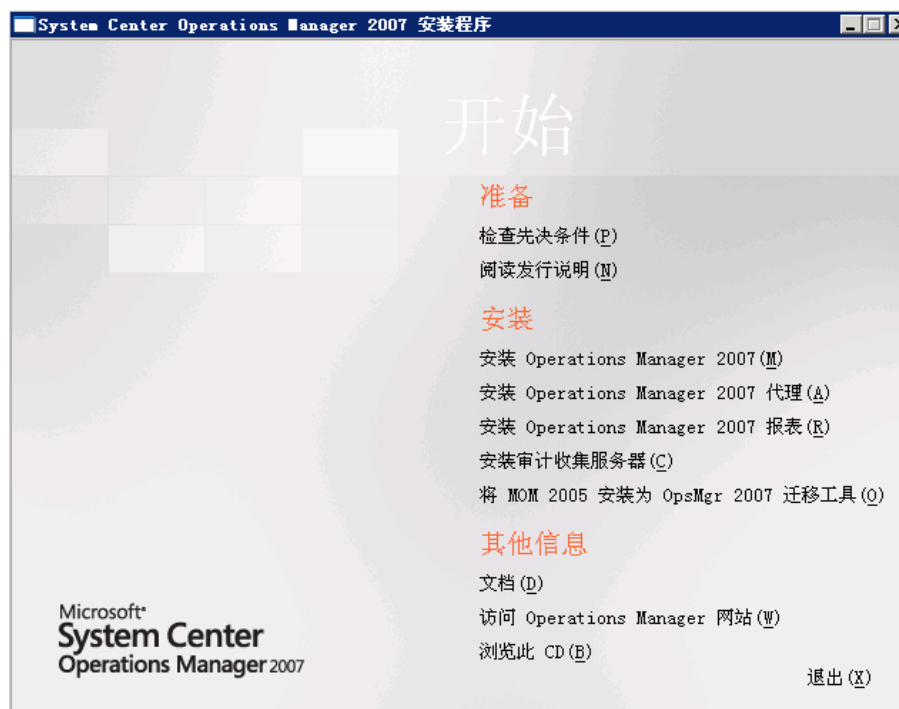 System Center Operations Manager 2007 安装程序
开始
准备
检查先决条件(P)
阅读发行说明(N)
安装
安装 Operations Manager 2007(M)
安装 Operations Manager 2007 代理(A)
安装 Operations Manager 2007 报表(R)
安装审计收集服务器(C)
将 MOM 2005 安装为 OpsMgr 2007 迁移工具(O)
其他信息
文档(D)
访问 Operations Manager 网站(W)
浏览此 CD(B)
退出(X)
Microsoft®
System Center
Operations Manager 2007